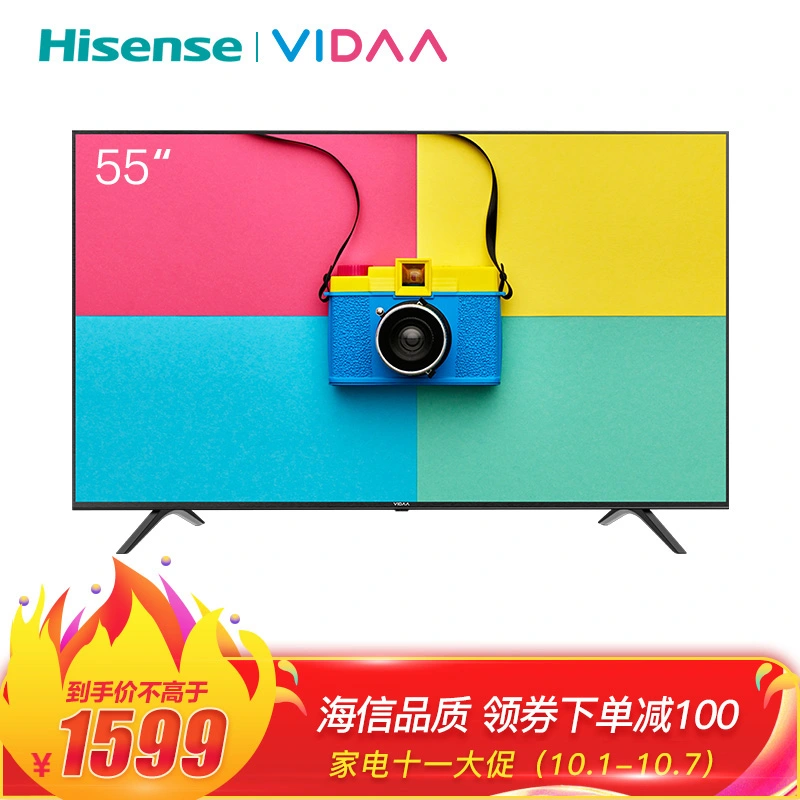 Hisense | VIDAA
55“
VIDAA
到手价不高于
¥1599
海信品质 领券下单减100
家电十一大促（10.1–10.7）